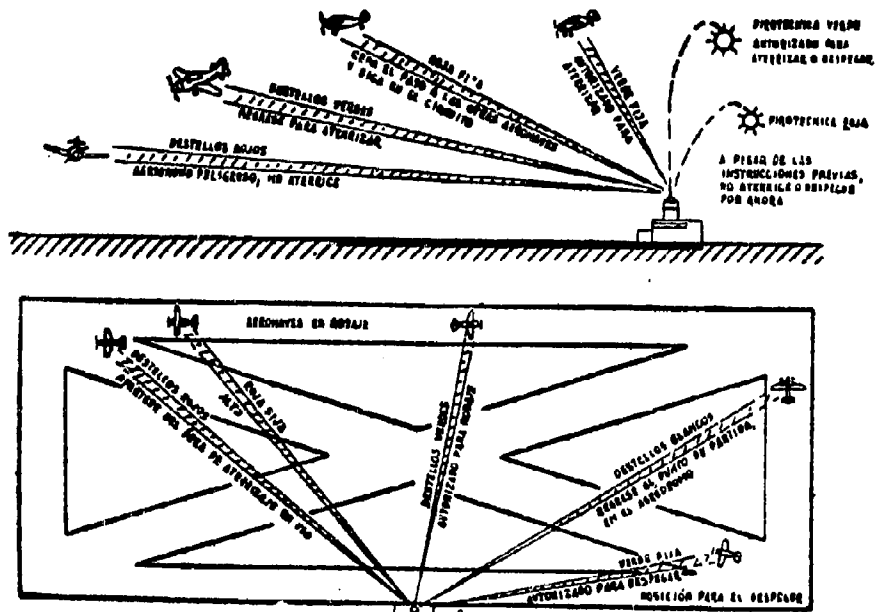 PIROTECNICA VERDE
AUTORIZADO PARA
ATERRIZAR O DESPEGAR
ROJA FIJA
CEDA EL PASO A LAS OTRAS AERONAVES
Y SIGA EN EL CIRCUITO
VERDE FIJA
AUTORIZADO PARA
ATERRIZAR
DESTELLOS VERDES
REGRESE PARA ATERRIZAR
PIROTECNICA ROJA
DESTELLOS ROJOS
AERODROMO PELIGROSO, NO ATERRICE
A PESAR DE LAS
INSTRUCCIONES PREVIAS,
NO ATERRICE O DESPEGUE
POR AHORA
AERONAVES EN RODAJE
DESTELLOS ROJOS
APARTESE DEL AREA DE ATERRIZAJE EN USO
ROJA FIJA
ALTO
DESTELLOS VERDES
AUTORIZADO PARA RODAR
DESTELLOS BLANCOS
REGRESE AL PUNTO DE PARTIDA,
EN EL AERODROMO
VERDE FIJA
AUTORIZADO PARA DESPEGAR
POSICIÓN PARA EL DESPEGUE